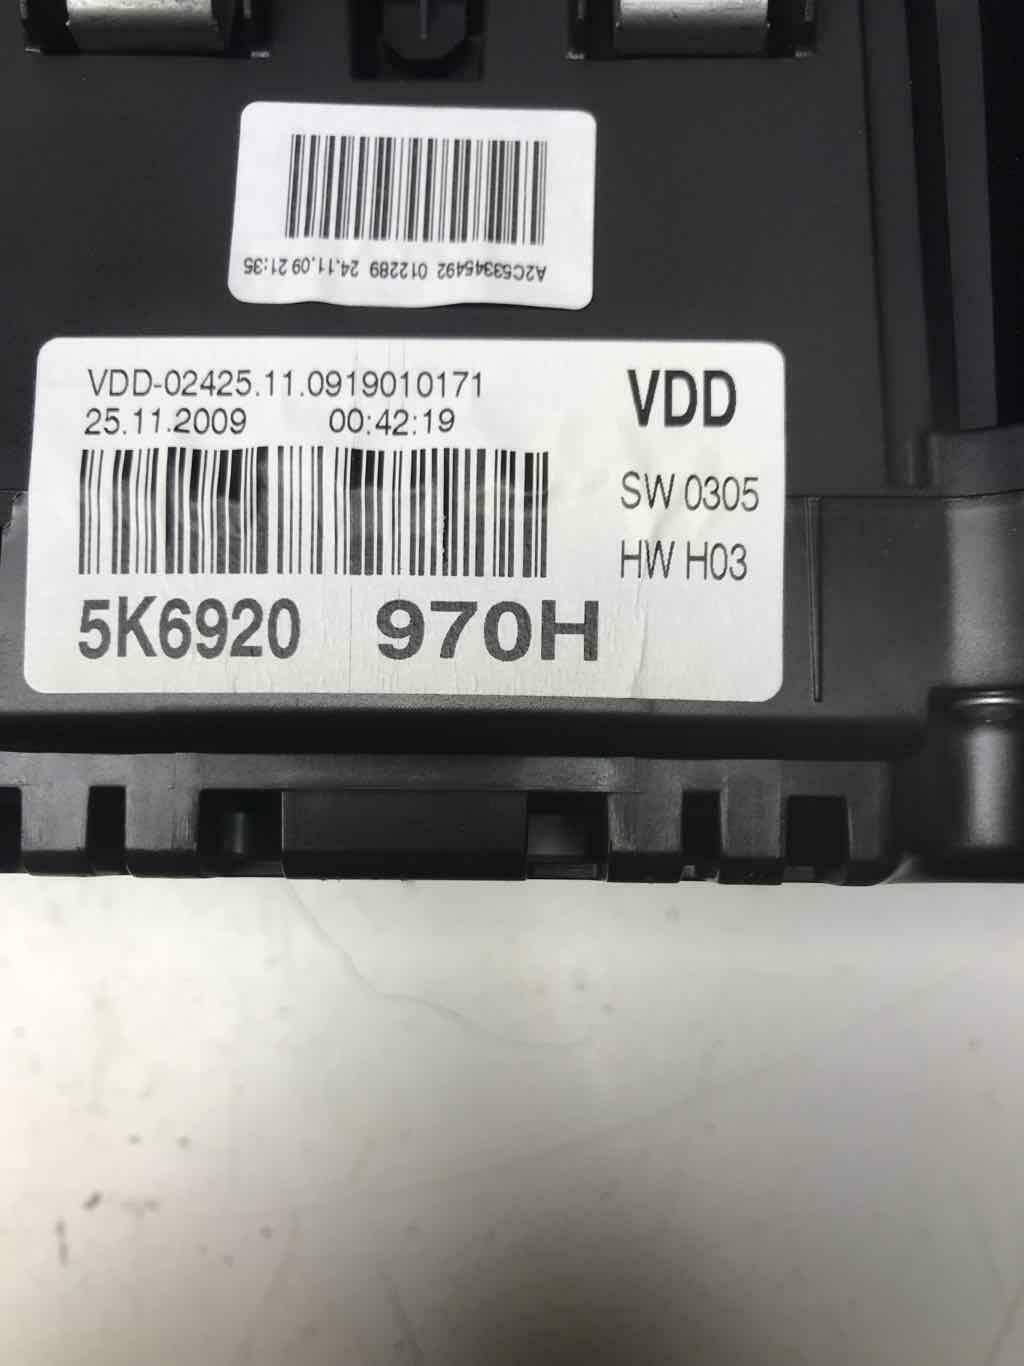 A2C53345492 012289 24.11.09 21:35
VDD-02425.11.0919010171
25.11.2009 00:42:19
VDD
SW 0305
HW H03
5K6920 970H